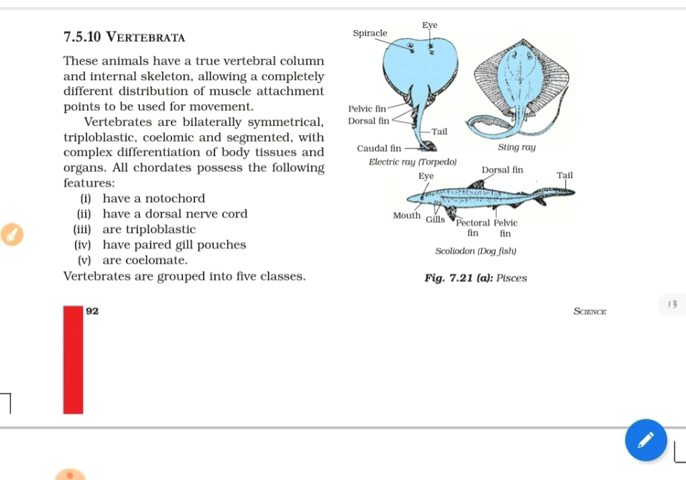 7.5.10 VERTEBRATA
These animals have a true vertebral column
and internal skeleton, allowing a completely
different distribution of muscle attachment
points to be used for movement.
Vertebrates are bilaterally symmetrical,
triploblastic, coelomic and segmented, with
complex differentiation of body tissues and
organs. All chordates possess the following
features:
(i) have a notochord
(ii) have a dorsal nerve cord
(iii) are triploblastic
(iv) have paired gill pouches
(v) are coelomate.
Vertebrates are grouped into five classes.
Eye
Spiracle
Pelvic fin
Dorsal fin
Tail
Caudal fin
Electric ray (Torpedo)
Sting ray
Eye
Dorsal fin
Tail
Mouth
Gills
Pectoral fin
Pelvic fin
Scoliodon (Dog fish)
Fig. 7.21 (a): Pisces
92
SCIENCE
13